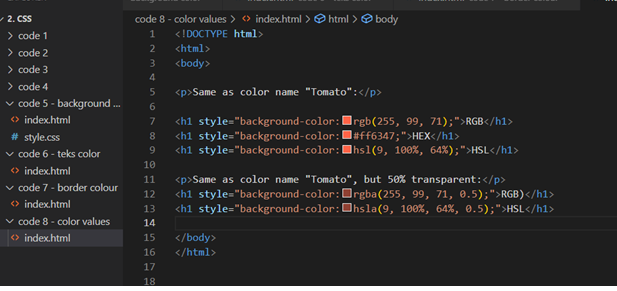 2. CSS
code 1
code 2
code 3
code 4
code 5 - background ...
index.html
style.css
code 6 - teks color
index.html
code 7 - border colour
index.html
code 8 - color values
index.html
code 8 - color values > index.html > html > body
1 <!DOCTYPE html>
2 <html>
3 <body>
4
5 <p>Same as color name "Tomato":</p>
6
7 <h1 style="background-color:rgb(255, 99, 71);">RGB</h1>
8 <h1 style="background-color:#ff6347;">HEX</h1>
9 <h1 style="background-color:hsl(9, 100%, 64%);">HSL</h1>
10
11 <p>Same as color name "Tomato", but 50% transparent:</p>
12 <h1 style="background-color:rgba(255, 99, 71, 0.5);">RGB)</h1>
13 <h1 style="background-color:hsla(9, 100%, 64%, 0.5);">HSL</h1>
14
15 </body>
16 </html>
17
18